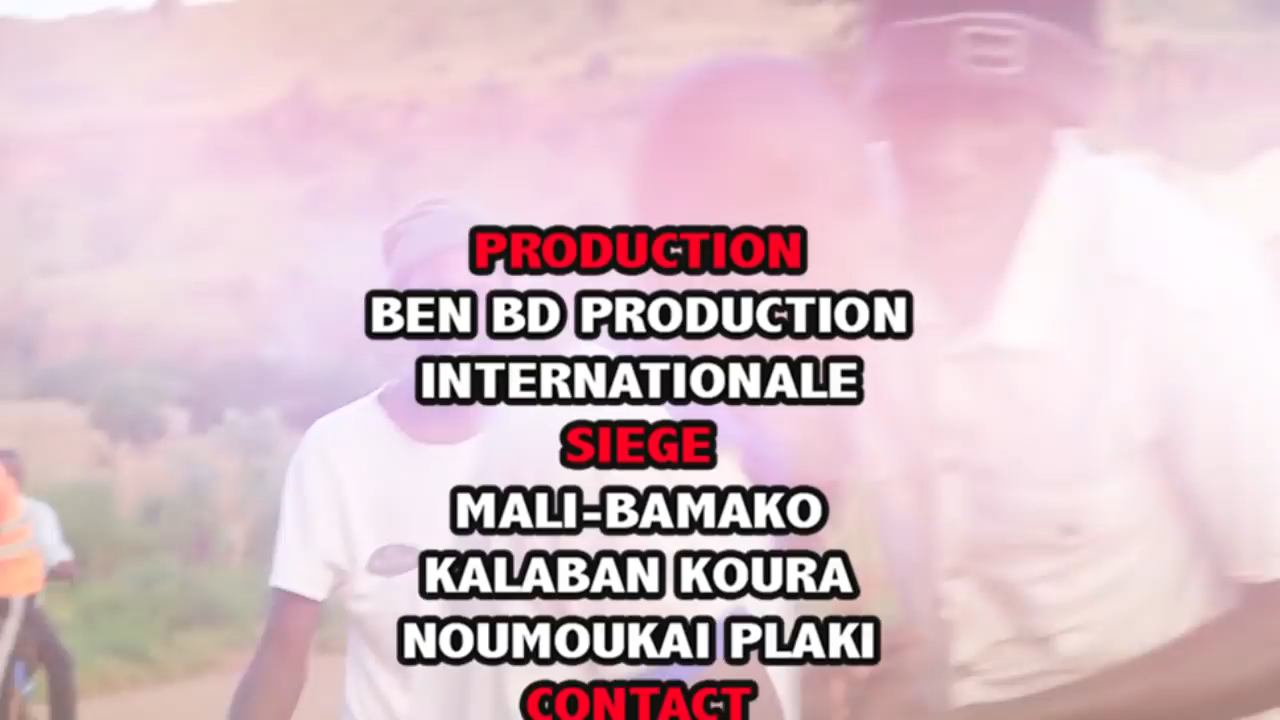 PRODUCTION
BEN BD PRODUCTION
INTERNATIONALE
SIEGE
MALI-BAMAKO
KALABAN KOURA
NOUMOUKAI PLAKI
CONTACT